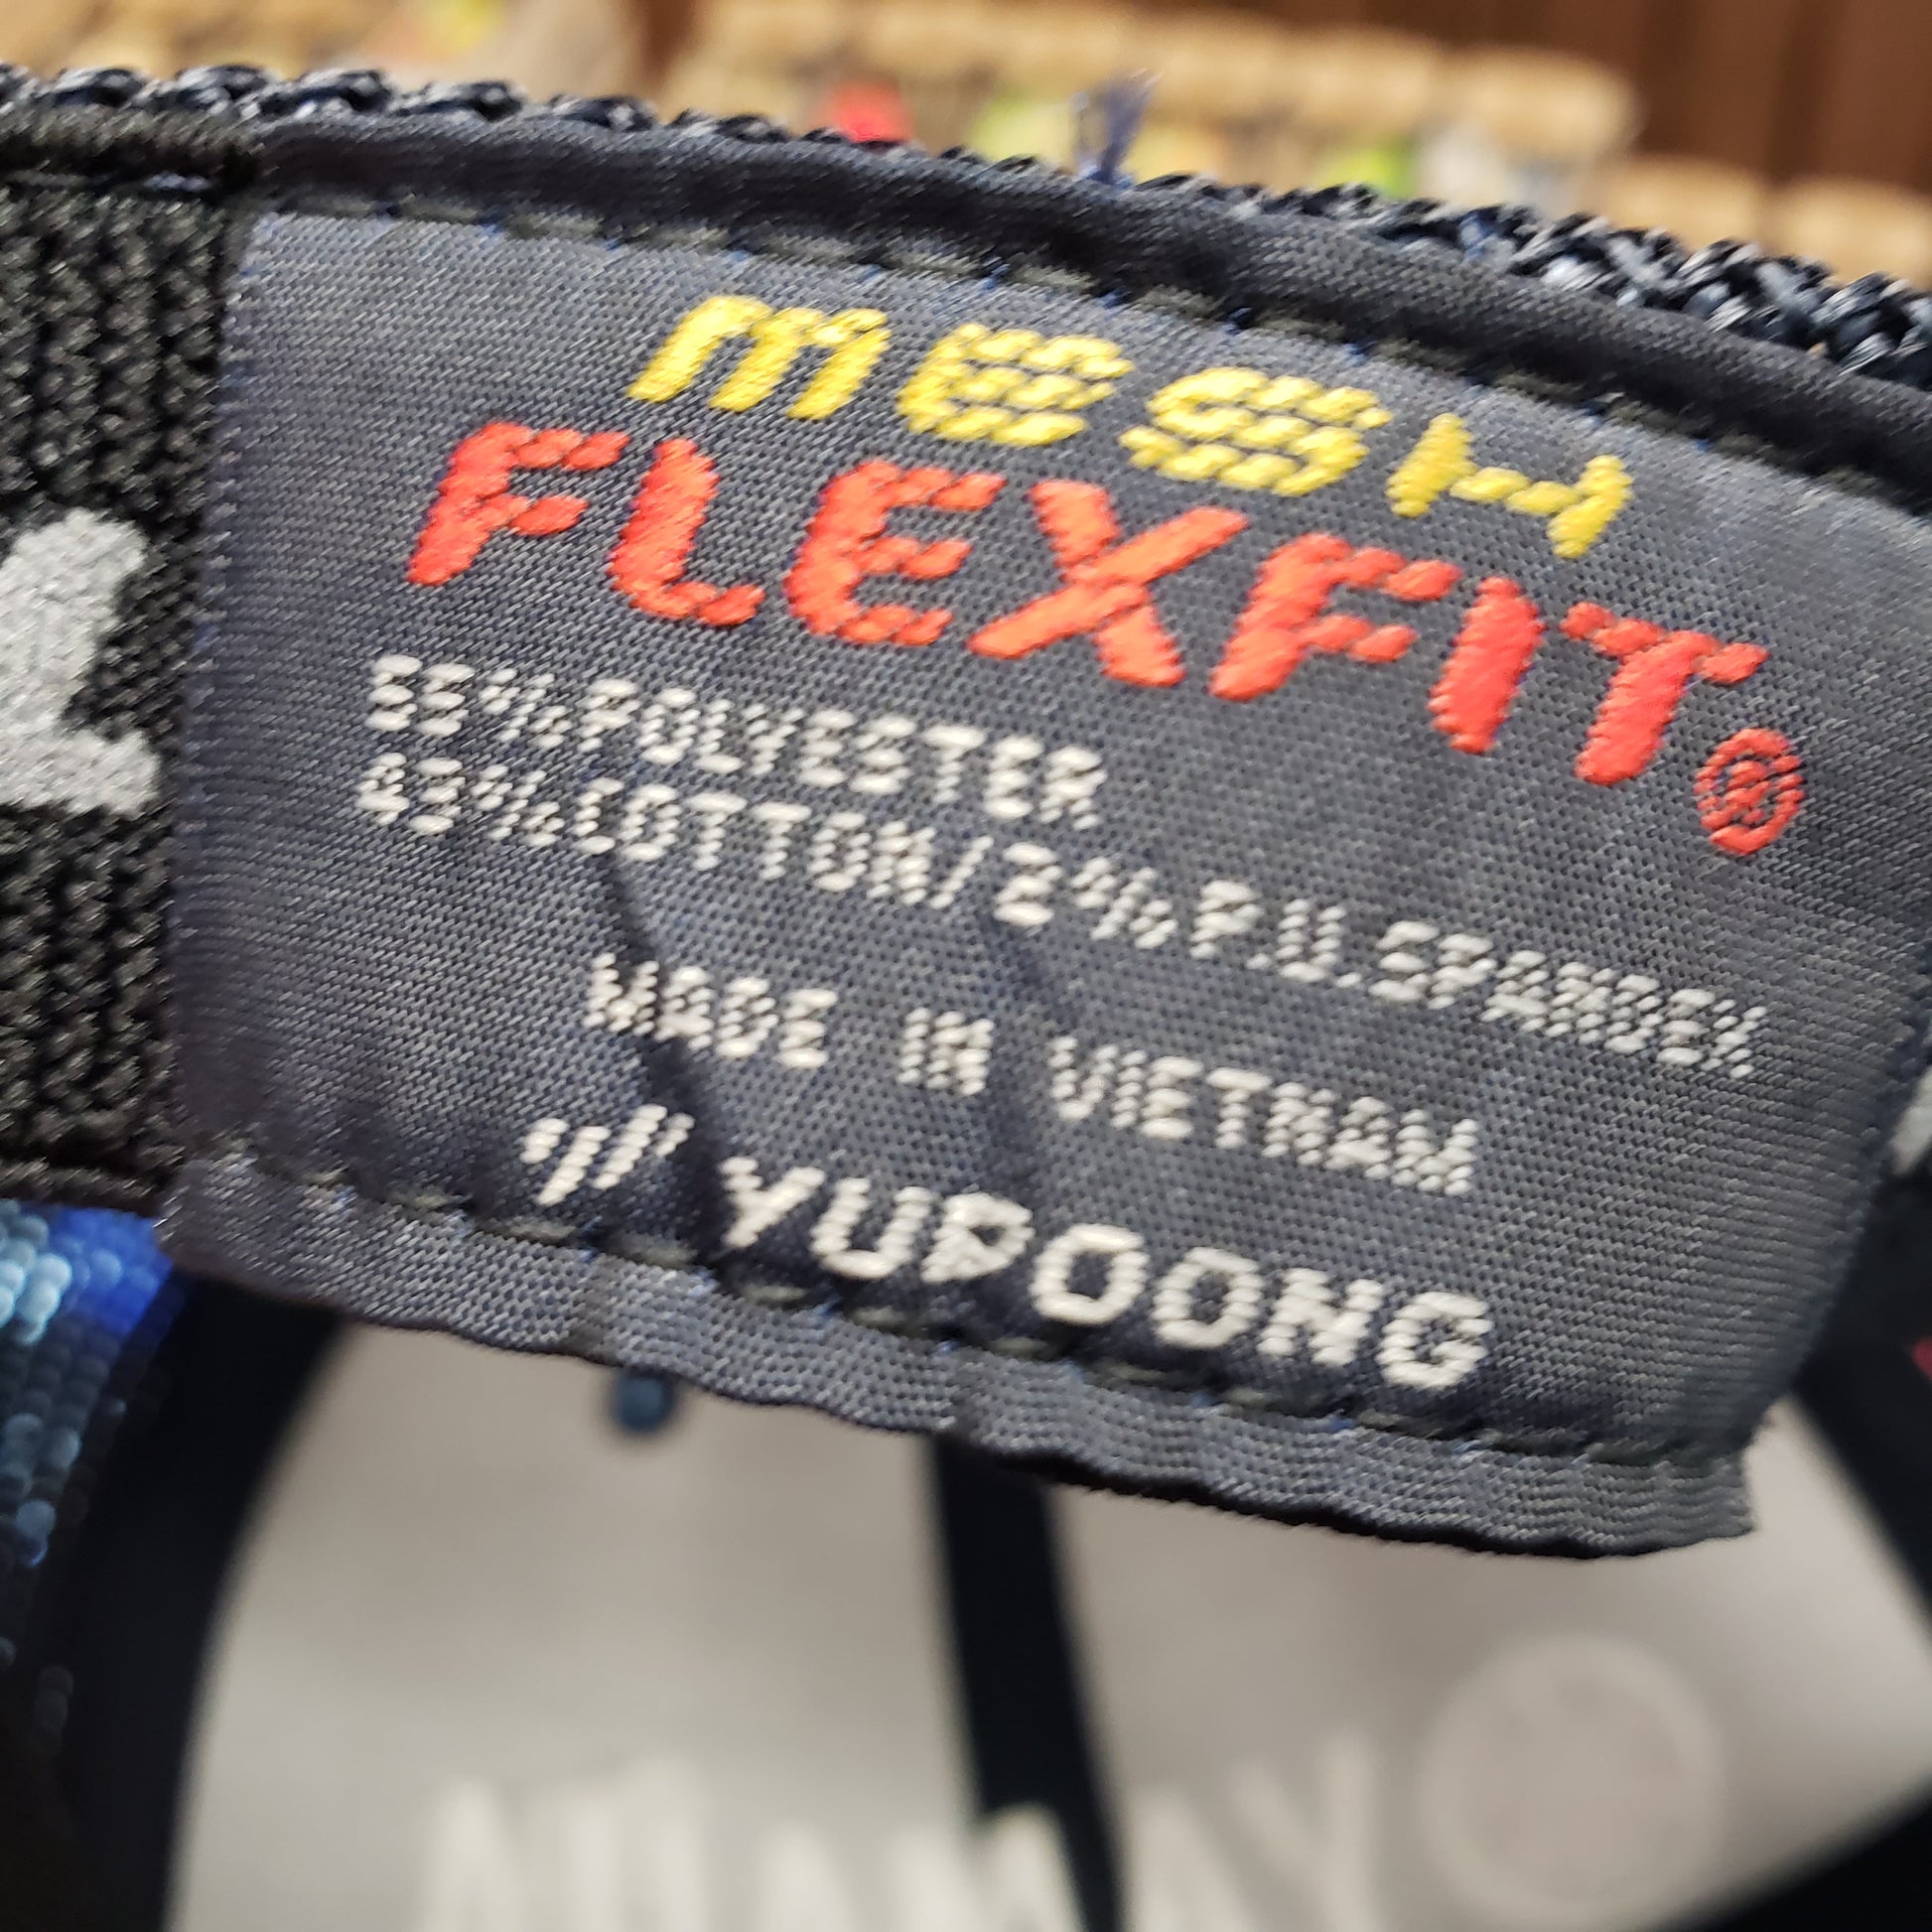 MESH
FLEXFIT®
55%POLYESTER
43%COTTON/2%P.U.SPANDEX
MADE IN VIETNAM
YUPOONG